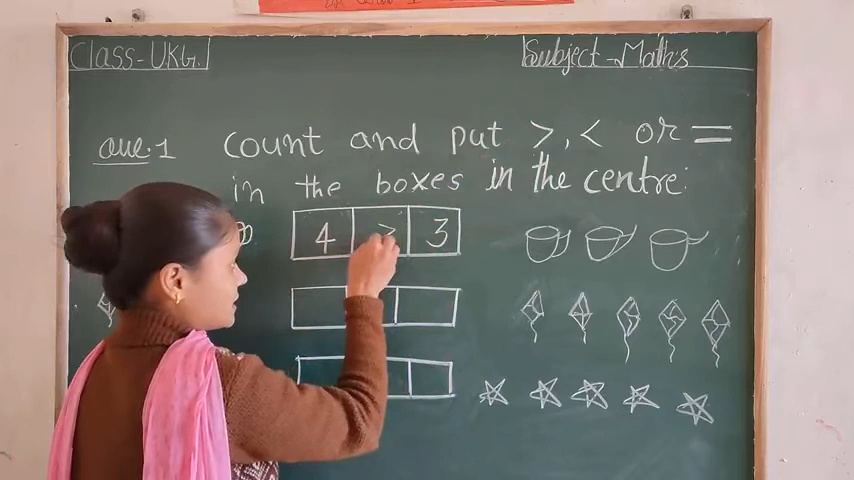 Class-UKG.
Subject-Maths
que.1 count and put >,< or =
in the boxes in the centre:
4 > 3